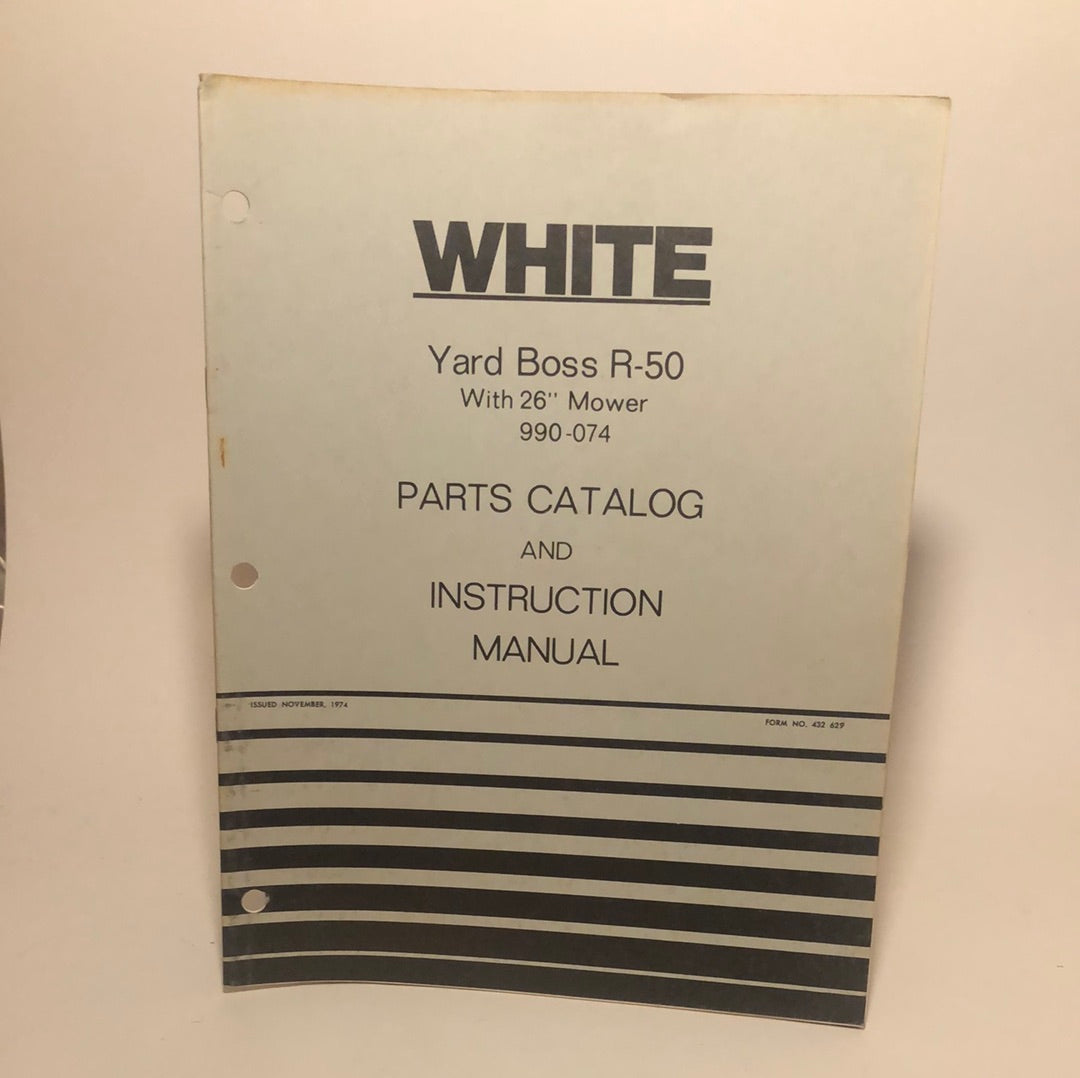 WHITE
Yard Boss R-50
With 26" Mower
990-074
PARTS CATALOG
AND
INSTRUCTION
MANUAL
ISSUED NOVEMBER, 1974
FORM NO. 432 629